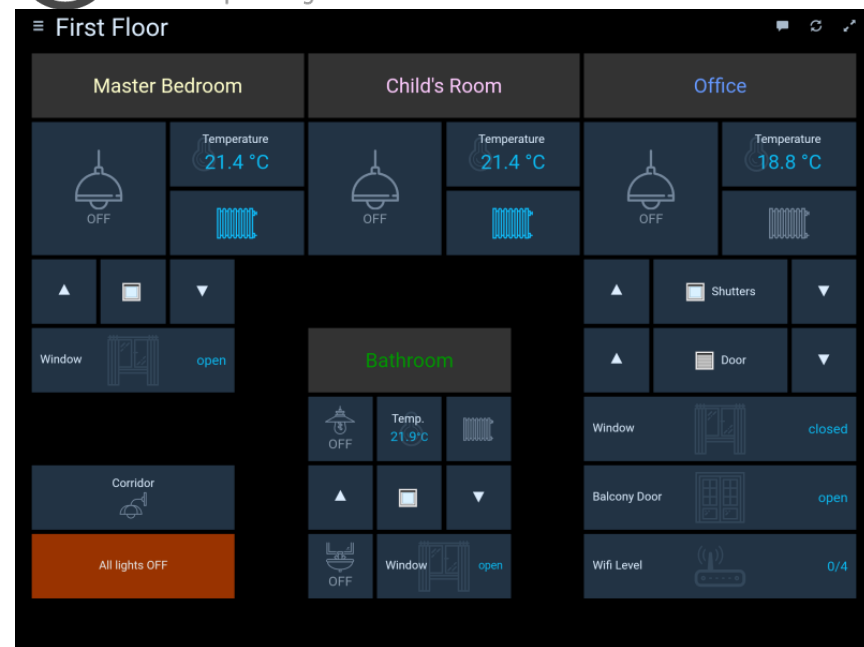 First Floor
Master Bedroom
Child's Room
Office
Temperature
21.4 °C
OFF
Temperature
21.4 °C
OFF
Temperature
18.8 °C
OFF
Shutters
Window
open
Bathroom
Door
Temp.
21.9°C
OFF
Window
closed
Corridor
Balcony Door
open
All lights OFF
OFF
Window
open
Wifi Level
0/4